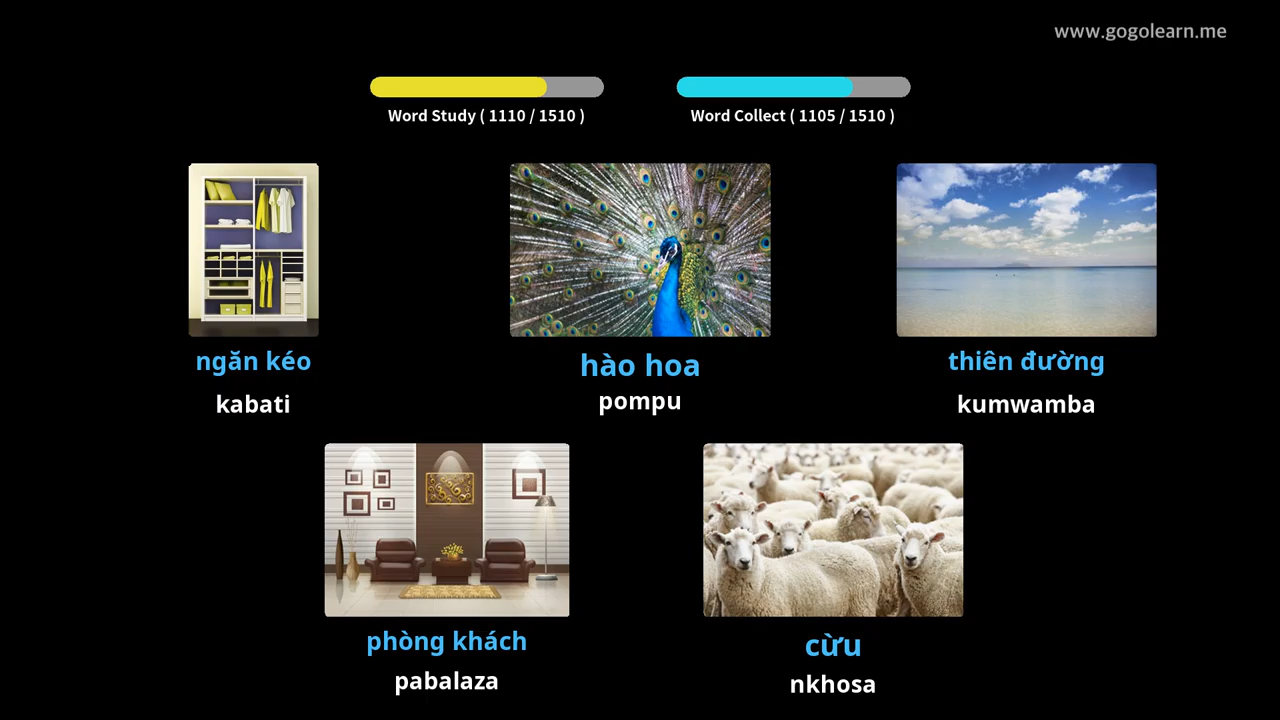 www.gogolearn.me
Word Study ( 1110 / 1510 )
Word Collect ( 1105 / 1510 )
ngăn kéo
kabati
hào hoa
pompu
thiên đường
kumwamba
phòng khách
pabalaza
cừu
nkhosa